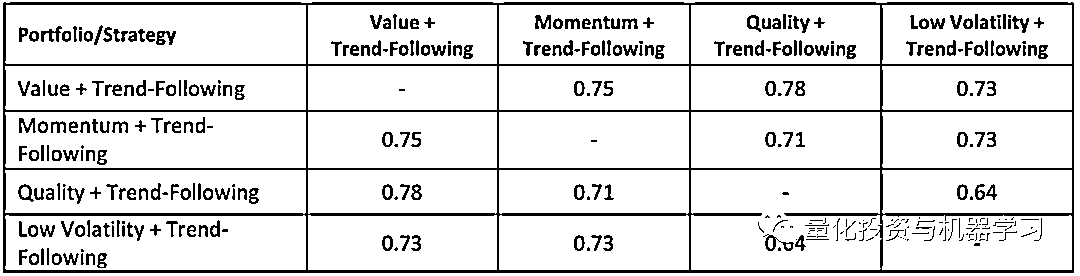 Portfolio/Strategy Value + Trend-Following Momentum + Trend-Following Quality + Trend-Following Low Volatility + Trend-Following
Value + Trend-Following - 0.75 0.78 0.73
Momentum + Trend-Following 0.75 - 0.71 0.73
Quality + Trend-Following 0.78 0.71 - 0.64
Low Volatility + Trend-Following 0.73 0.73 0.64 -
量化投资与机器学习